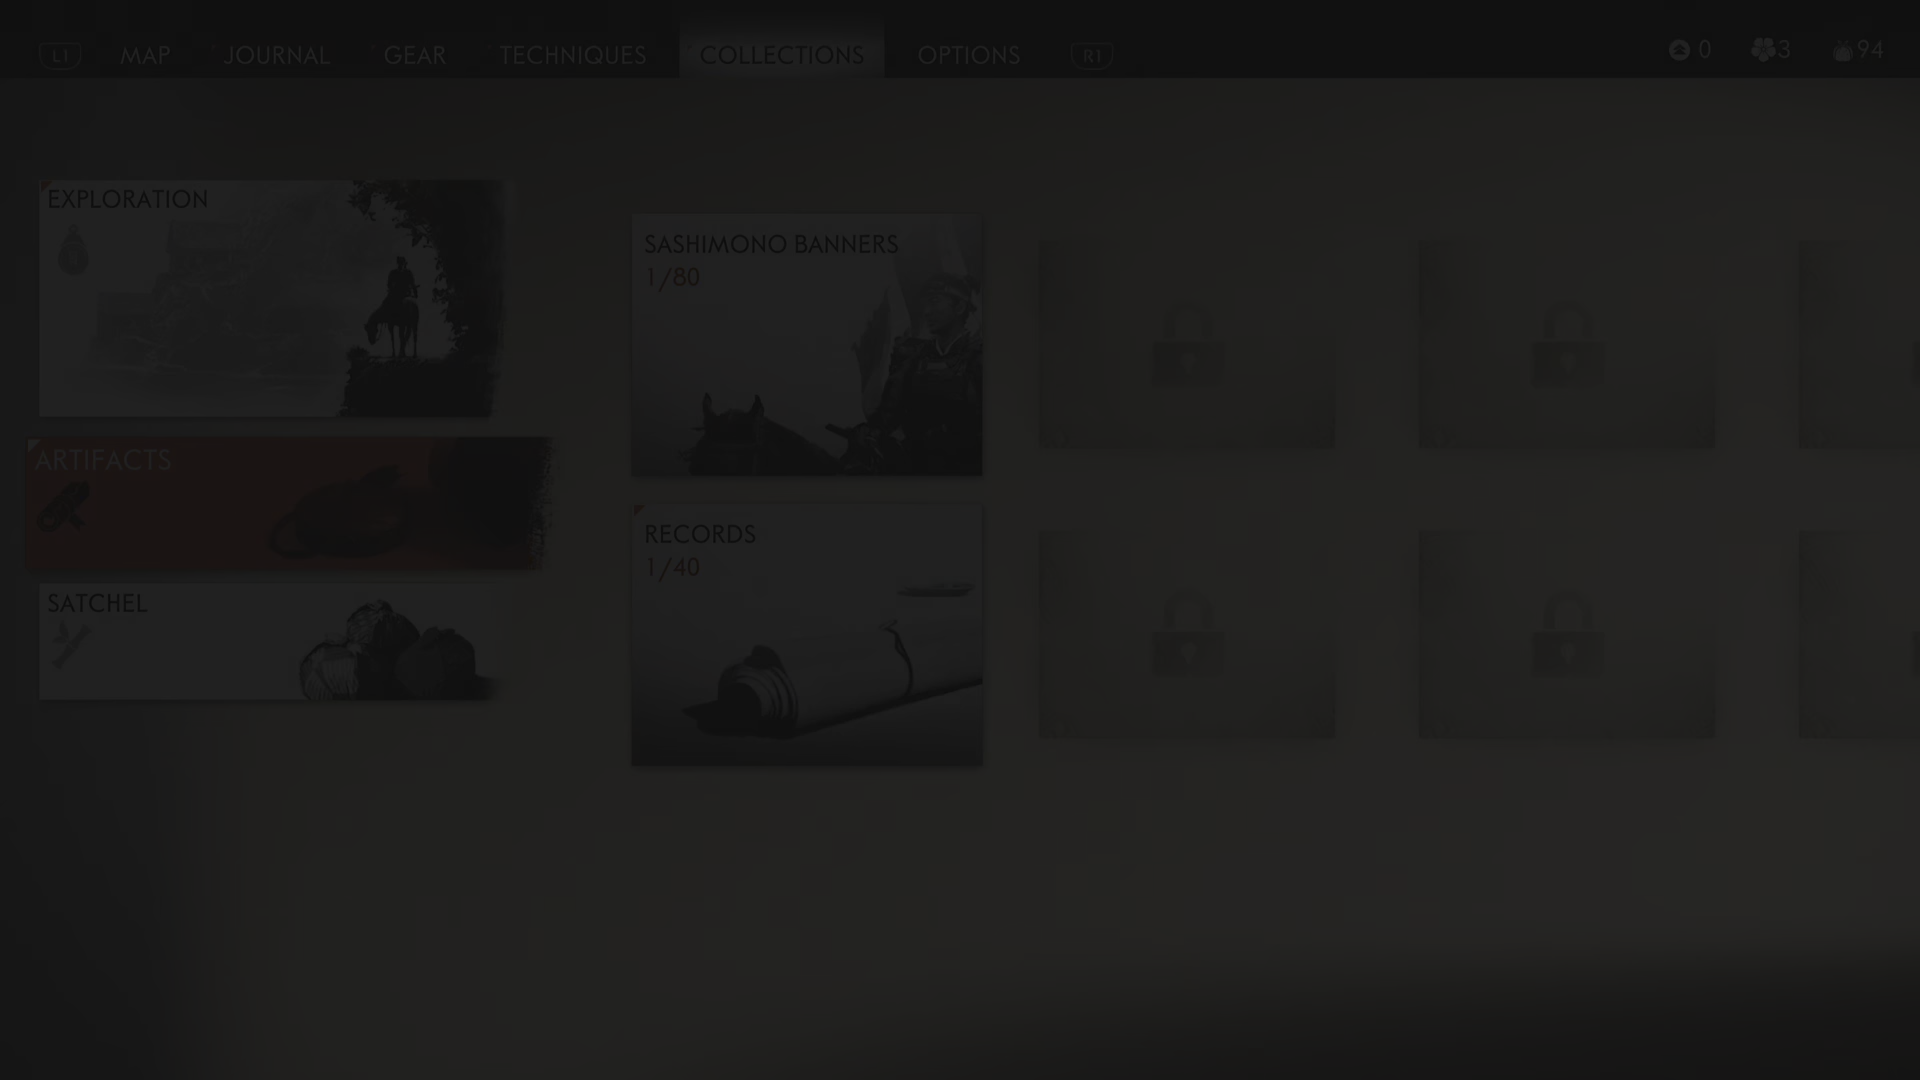 L1 MAP JOURNAL GEAR TECHNIQUES COLLECTIONS OPTIONS R1 0 3 94
EXPLORATION
ARTIFACTS
SATCHEL
SASHIMONO BANNERS
1/80
RECORDS
1/40